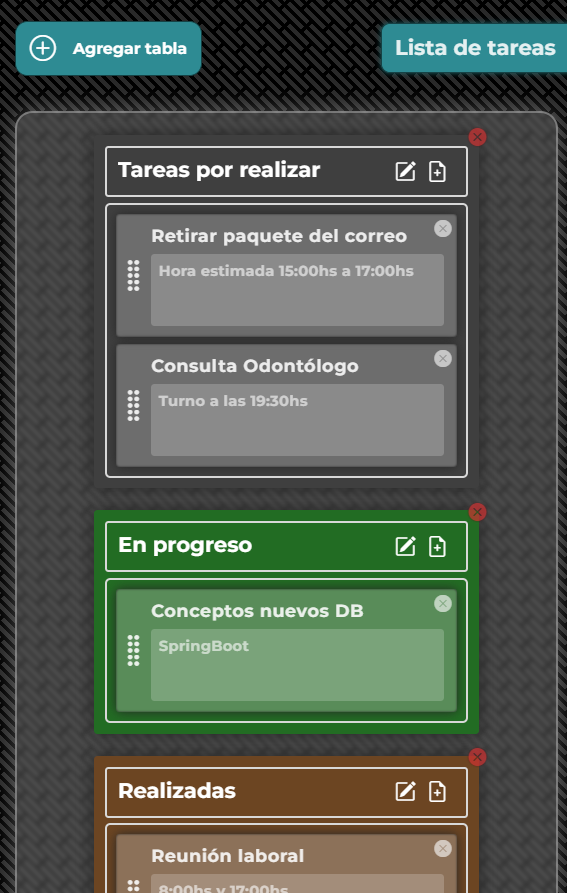 Agregar tabla
Lista de tareas
Tareas por realizar
Retirar paquete del correo
Hora estimada 15:00hs a 17:00hs
Consulta Odontólogo
Turno a las 19:30hs
En progreso
Conceptos nuevos DB
SpringBoot
Realizadas
Reunión laboral
8:00hs y 17:00hs